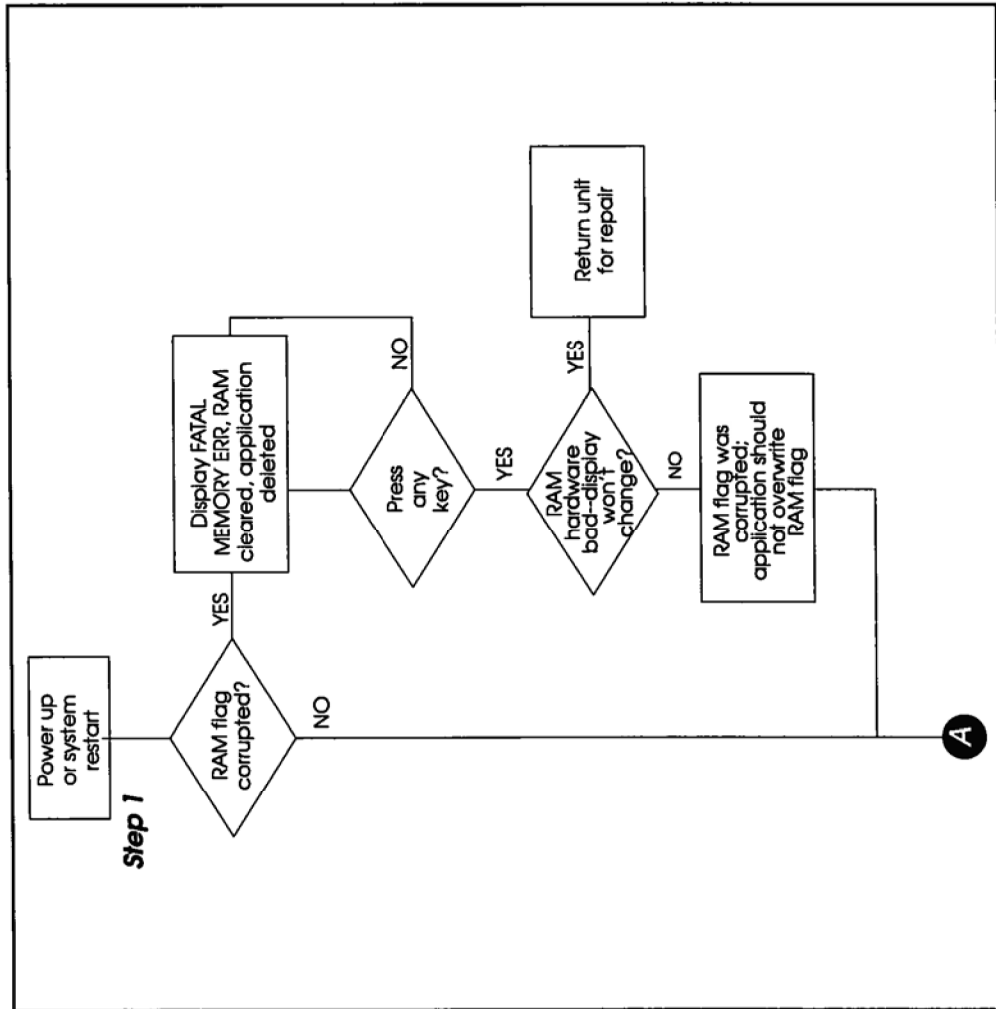 Step 1
Power up
or system
restart
RAM flag
corrupted?
YES
NO
Display FATAL
MEMORY ERR, RAM
cleared, application
deleted
Press
any
key?
NO
YES
RAM
hardware
bad--display
won't
change?
YES
Return unit
for repair
NO
RAM flag was
corrupted;
application should
not overwrite
RAM flag
A